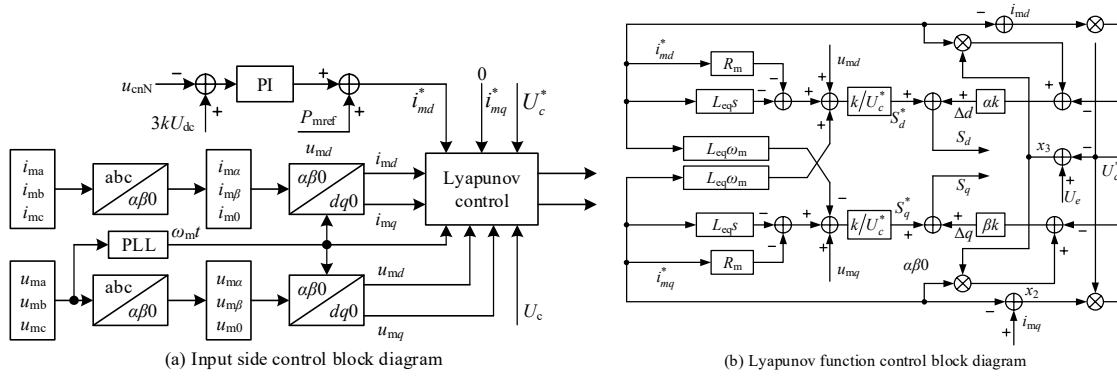 u_cnN
−
+
PI
+
+
3kU_dc
P_mref
i*_md
0
i*_mq
U*_c
i_ma
i_mb
i_mc
abc
αβ0
i_mα
i_mβ
i_m0
u_md
αβ0
dq0
i_md
i_mq
Lyapunov
control
PLL
ω_m t
u_ma
u_mb
u_mc
abc
αβ0
u_mα
u_mβ
u_m0
αβ0
dq0
u_md
u_mq
U_c
(a) Input side control block diagram
i*_md
R_m
L_eq s
L_eq ω_m
L_eq ω_m
L_eq s
R_m
i*_mq
u_md
u_mq
k/U*_c
k/U*_c
S*_d
S*_q
Δd
αk
S_d
S_q
Δq
βk
αβ0
i_md
x_3
U_e
U*_c
x_2
i_mq
(b) Lyapunov function control block diagram